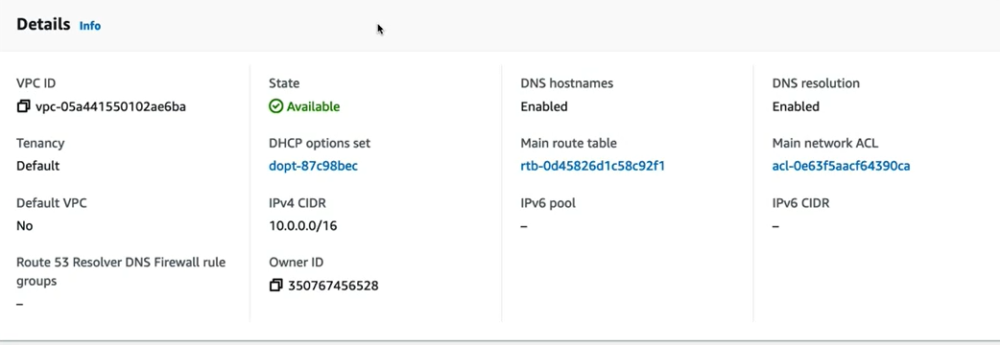 Details Info
VPC ID
vpc-05a441550102ae6ba
State
Available
DNS hostnames
Enabled
DNS resolution
Enabled
Tenancy
Default
DHCP options set
dopt-87c98bec
Main route table
rtb-0d45826d1c58c92f1
Main network ACL
acl-0e63f5aacf64390ca
Default VPC
No
IPv4 CIDR
10.0.0.0/16
IPv6 pool
–
IPv6 CIDR
–
Route 53 Resolver DNS Firewall rule
groups
–
Owner ID
350767456528